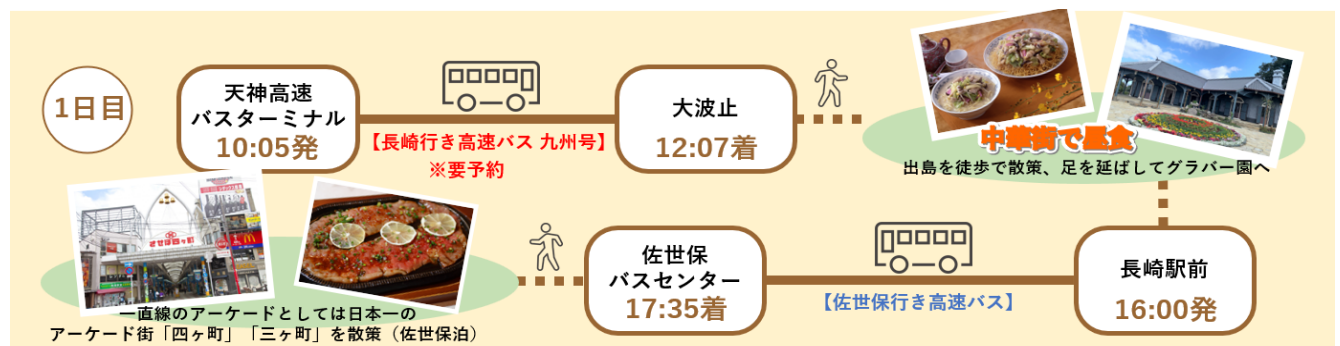 1日目
天神高速
バスターミナル
10:05発
【長崎行き高速バス 九州号】
※要予約
大波止
12:07着
中華街で昼食
出島を徒歩で散策、足を延ばしてグラバー園へ
長崎駅前
16:00発
【佐世保行き高速バス】
佐世保
バスセンター
17:35着
させぼ四ヶ町
一直線のアーケードとしては日本一の
アーケード街「四ヶ町」「三ヶ町」を散策（佐世保泊）